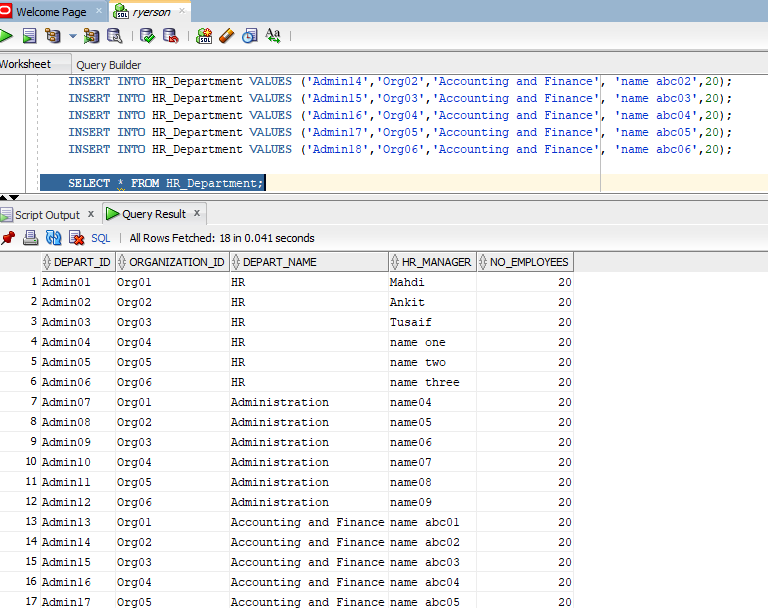 Welcome Page ryerson
Worksheet Query Builder
INSERT INTO HR_Department VALUES ('Admin14','Org02','Accounting and Finance', 'name abc02',20);
INSERT INTO HR_Department VALUES ('Admin15','Org03','Accounting and Finance', 'name abc03',20);
INSERT INTO HR_Department VALUES ('Admin16','Org04','Accounting and Finance', 'name abc04',20);
INSERT INTO HR_Department VALUES ('Admin17','Org05','Accounting and Finance', 'name abc05',20);
INSERT INTO HR_Department VALUES ('Admin18','Org06','Accounting and Finance', 'name abc06',20);
SELECT * FROM HR_Department;
Script Output x Query Result x
SQL | All Rows Fetched: 18 in 0.041 seconds
DEPART_ID ORGANIZATION_ID DEPART_NAME HR_MANAGER NO_EMPLOYEES
1 Admin01 Org01 HR Mahdi 20
2 Admin02 Org02 HR Ankit 20
3 Admin03 Org03 HR Tusaif 20
4 Admin04 Org04 HR name one 20
5 Admin05 Org05 HR name two 20
6 Admin06 Org06 HR name three 20
7 Admin07 Org01 Administration name04 20
8 Admin08 Org02 Administration name05 20
9 Admin09 Org03 Administration name06 20
10 Admin10 Org04 Administration name07 20
11 Admin11 Org05 Administration name08 20
12 Admin12 Org06 Administration name09 20
13 Admin13 Org01 Accounting and Finance name abc01 20
14 Admin14 Org02 Accounting and Finance name abc02 20
15 Admin15 Org03 Accounting and Finance name abc03 20
16 Admin16 Org04 Accounting and Finance name abc04 20
17 Admin17 Org05 Accounting and Finance name abc05 20